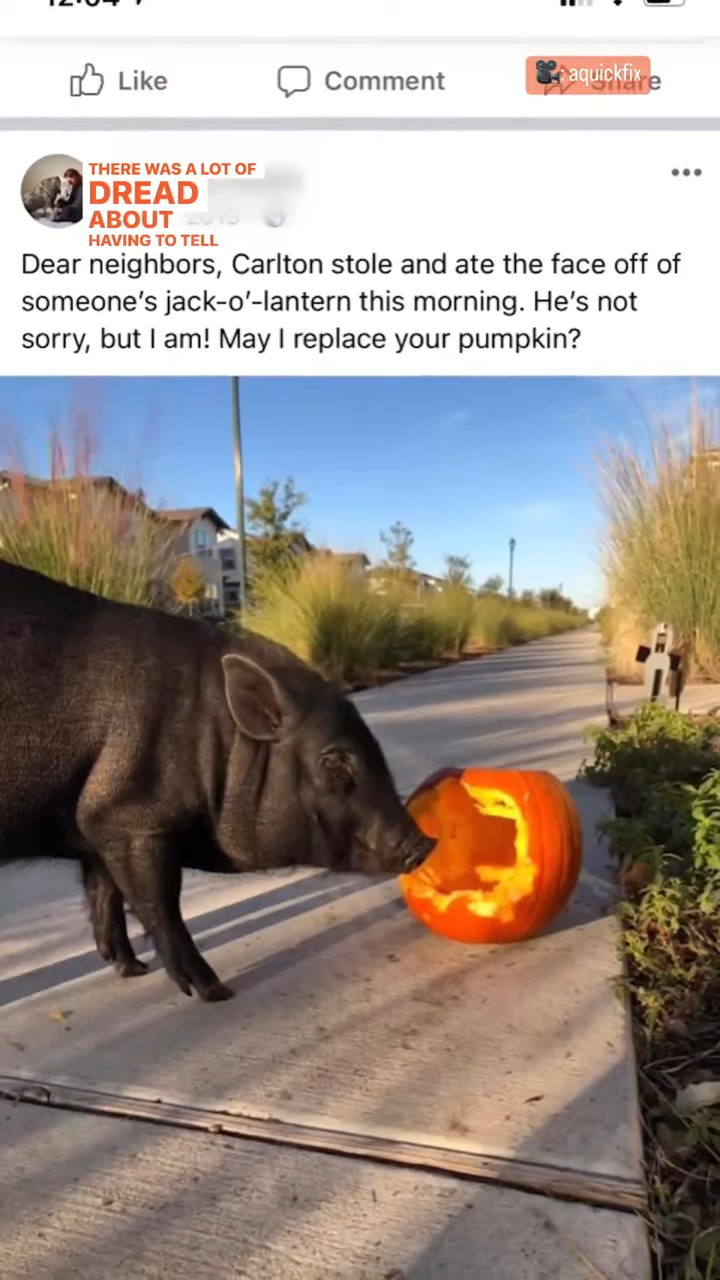 Like
Comment
: aquickfix
Share
THERE WAS A LOT OF
DREAD
ABOUT
HAVING TO TELL
Dear neighbors, Carlton stole and ate the face off of
someone's jack-o'-lantern this morning. He's not
sorry, but I am! May I replace your pumpkin?